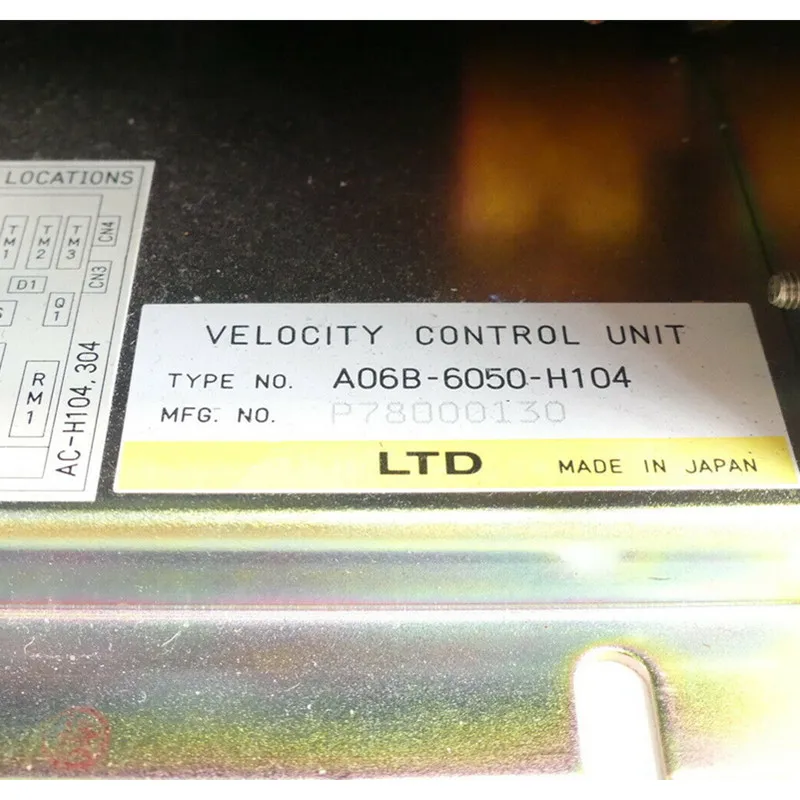 LOCATIONS
TM1
TM2
TM3
CN4
CN3
D1
Q1
RM1
AC-H104, 304
VELOCITY CONTROL UNIT
TYPE NO. A06B-6050-H104
MFG. NO. P78000130
LTD MADE IN JAPAN